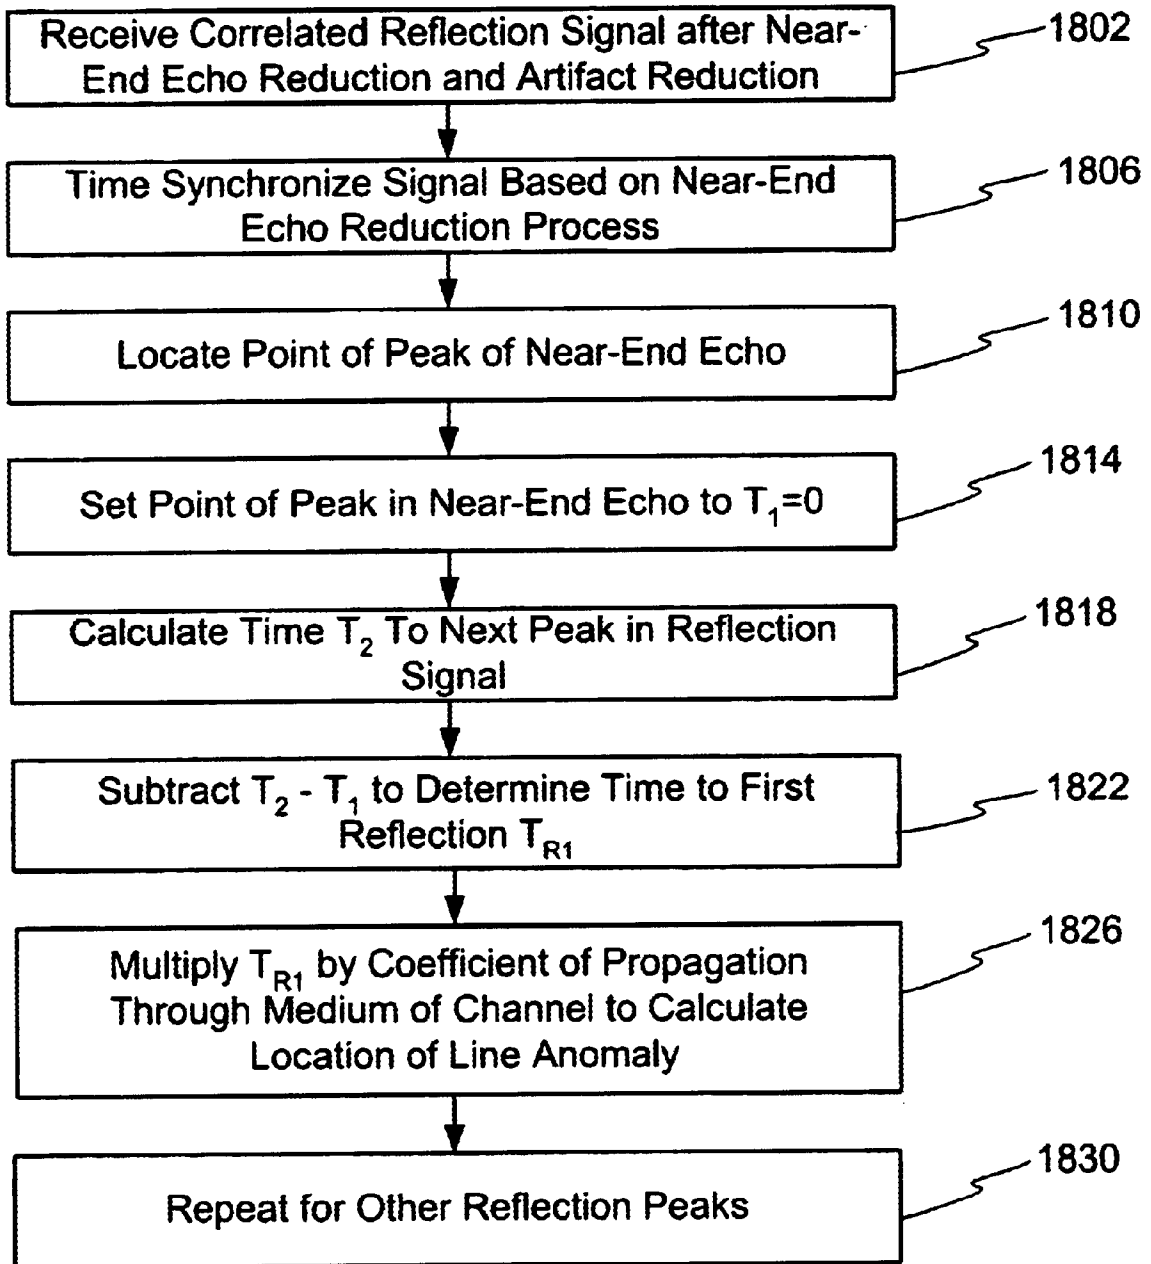 Receive Correlated Reflection Signal after Near-
End Echo Reduction and Artifact Reduction
1802
Time Synchronize Signal Based on Near-End
Echo Reduction Process
1806
Locate Point of Peak of Near-End Echo
1810
Set Point of Peak in Near-End Echo to T₁=0
1814
Calculate Time T₂ To Next Peak in Reflection
Signal
1818
Subtract T₂ - T₁ to Determine Time to First
Reflection T_R1
1822
Multiply T_R1 by Coefficient of Propagation
Through Medium of Channel to Calculate
Location of Line Anomaly
1826
Repeat for Other Reflection Peaks
1830